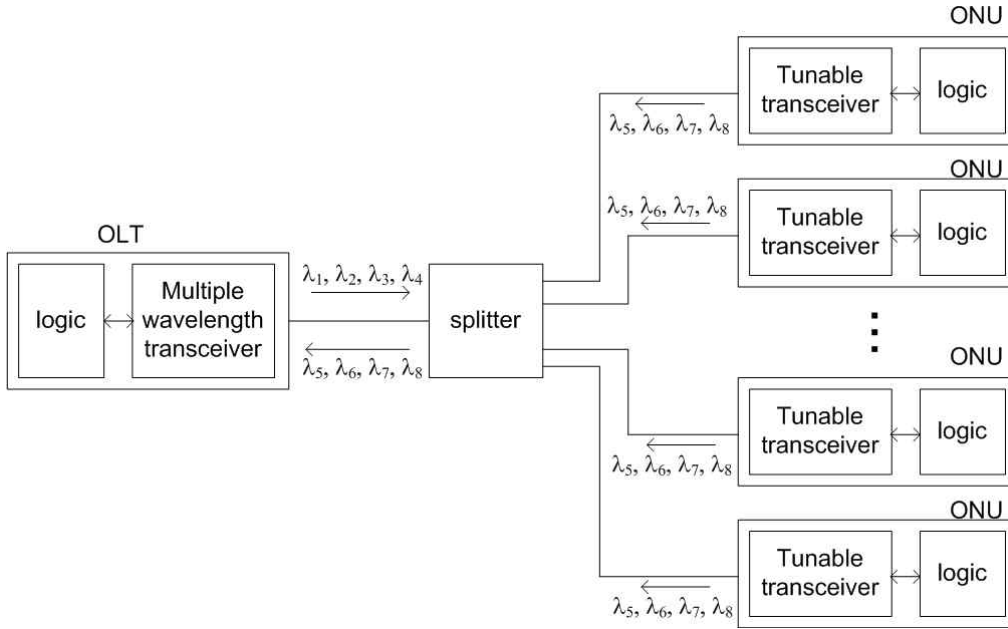 ONU
Tunable
transceiver
logic
λ5, λ6, λ7, λ8
ONU
Tunable
transceiver
logic
λ5, λ6, λ7, λ8
OLT
logic
Multiple
wavelength
transceiver
λ1, λ2, λ3, λ4
λ5, λ6, λ7, λ8
splitter
ONU
Tunable
transceiver
logic
λ5, λ6, λ7, λ8
ONU
Tunable
transceiver
logic
λ5, λ6, λ7, λ8